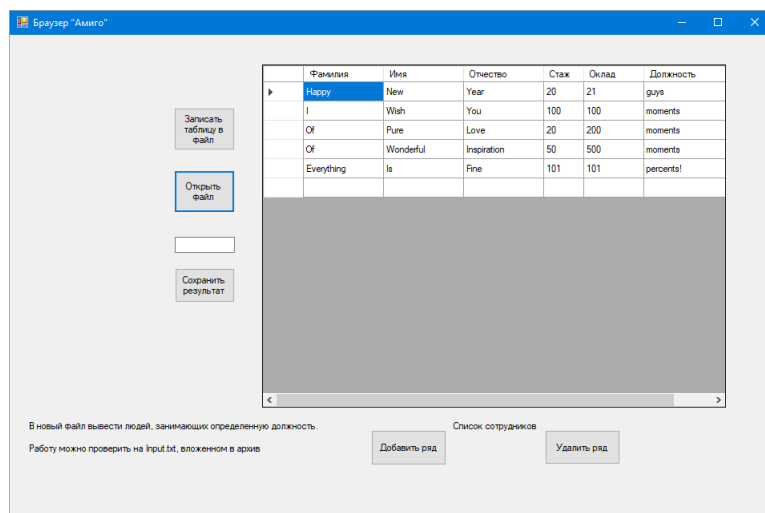 Браузер "Амиго"
Фамилия Имя Отчество Стаж Оклад Должность
Happy New Year 20 21 guys
I Wish You 100 100 moments
Of Pure Love 20 200 moments
Of Wonderful Inspiration 50 500 moments
Everything Is Fine 101 101 percents!
Записать
таблицу в
файл
Открыть
файл
Сохранить
результат
В новый файл вывести людей, занимающих определенную должность.
Список сотрудников
Работу можно проверить на Input.txt, вложенном в архив
Добавить ряд
Удалить ряд